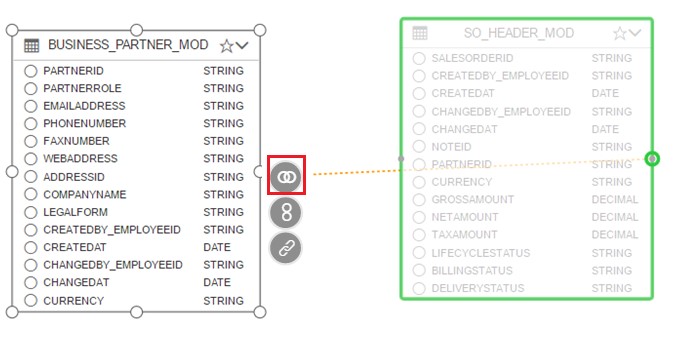 BUSINESS_PARTNER_MOD
PARTNERID STRING
PARTNERROLE STRING
EMAILADDRESS STRING
PHONENUMBER STRING
FAXNUMBER STRING
WEBADDRESS STRING
ADDRESSID STRING
COMPANYNAME STRING
LEGALFORM STRING
CREATEDBY_EMPLOYEEID STRING
CREATEDAT DATE
CHANGEDBY_EMPLOYEEID STRING
CHANGEDAT DATE
CURRENCY STRING
SO_HEADER_MOD
SALESORDERID STRING
CREATEDBY_EMPLOYEEID STRING
CREATEDAT DATE
CHANGEDBY_EMPLOYEEID STRING
CHANGEDAT DATE
NOTEID STRING
PARTNERID STRING
CURRENCY STRING
GROSSAMOUNT DECIMAL
NETAMOUNT DECIMAL
TAXAMOUNT DECIMAL
LIFECYCLESTATUS STRING
BILLINGSTATUS STRING
DELIVERYSTATUS STRING